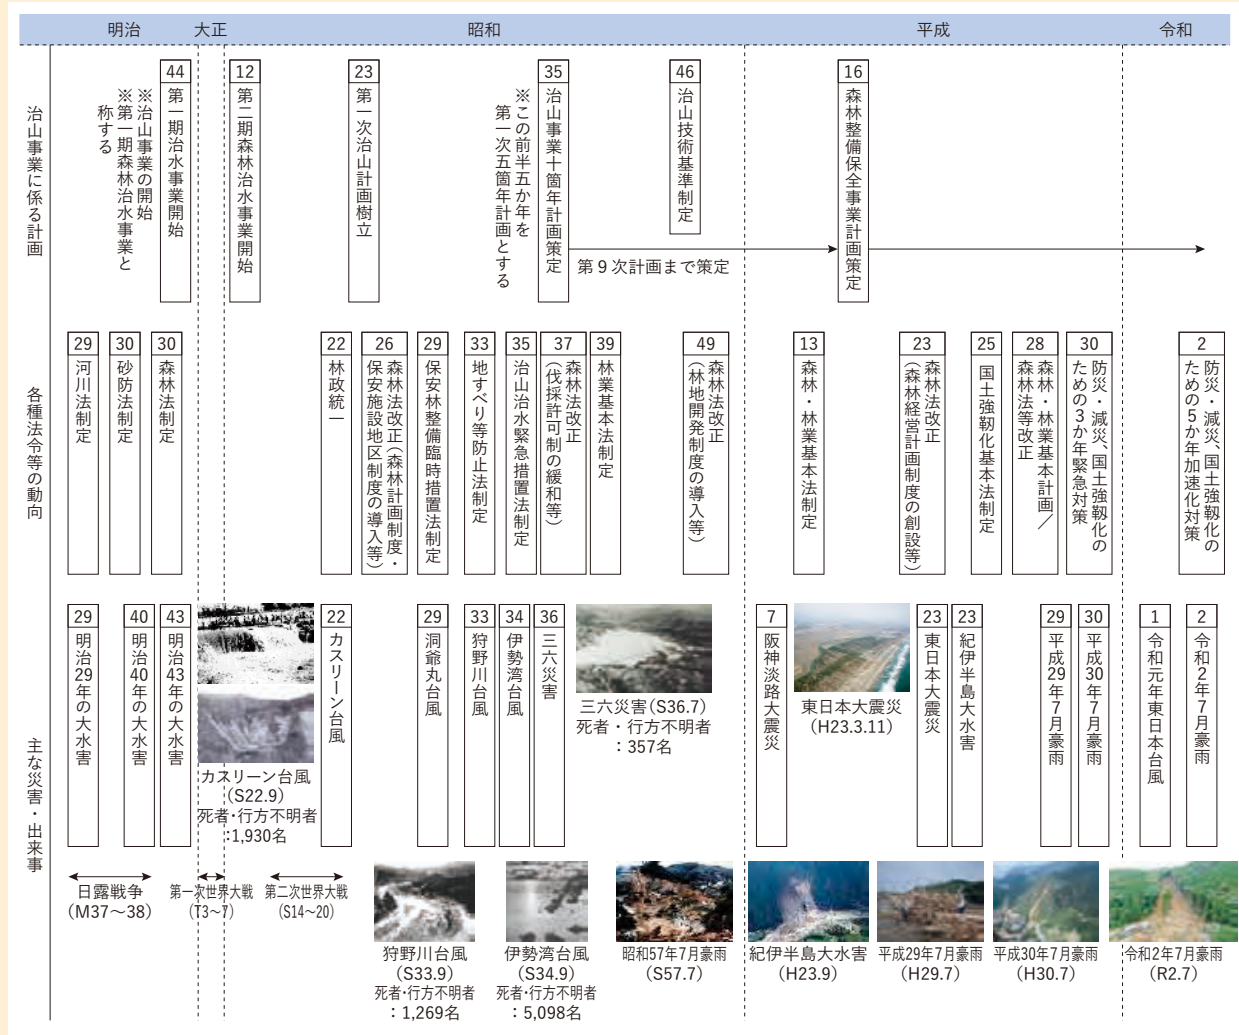 明治
大正
昭和
平成
令和
治山事業に係る計画
44
第一期治水事業開始
※治山事業の開始
※第一期森林治水事業と
称する
12
第二期森林治水事業開始
23
第一次治山計画樹立
35
治山事業十箇年計画策定
※この前半五か年を
第一次五箇年計画とする
46
治山技術基準制定
16
森林整備保全事業計画策定
第9次計画まで策定
各種法令等の動向
29
河川法制定
30
砂防法制定
30
森林法制定
22
林政統一
26
森林法改正(森林計画制度・
保安施設地区制度の導入等)
29
保安林整備臨時措置法制定
33
地すべり等防止法制定
35
治山治水緊急措置法制定
37
森林法改正
(伐採許可制の緩和等)
39
林業基本法制定
49
森林法改正
(林地開発制度の導入等)
13
森林・林業基本法制定
23
森林法改正
(森林経営計画制度の創設等)
25
国土強靱化基本法制定
28
森林・林業基本計画/
森林法等改正
30
防災・減災、国土強靱化の
ための3か年緊急対策
2
防災・減災、国土強靱化の
ための5か年加速化対策
主な災害・出来事
29
明治29年の大水害
40
明治40年の大水害
43
明治43年の大水害
カスリーン台風
(S22.9)
死者・行方不明者
:1,930名
22
カスリーン台風
29
洞爺丸台風
33
狩野川台風
34
伊勢湾台風
36
三六災害
三六災害(S36.7)
死者・行方不明者
:357名
7
阪神淡路大震災
東日本大震災
(H23.3.11)
23
東日本大震災
23
紀伊半島大水害
29
平成29年7月豪雨
30
平成30年7月豪雨
1
令和元年東日本台風
2
令和2年7月豪雨
日露戦争
(M37~38)
第一次世界大戦
(T3~7)
第二次世界大戦
(S14~20)
狩野川台風
(S33.9)
死者・行方不明者
:1,269名
伊勢湾台風
(S34.9)
死者・行方不明者
:5,098名
昭和57年7月豪雨
(S57.7)
紀伊半島大水害
(H23.9)
平成29年7月豪雨
(H29.7)
平成30年7月豪雨
(H30.7)
令和2年7月豪雨
(R2.7)